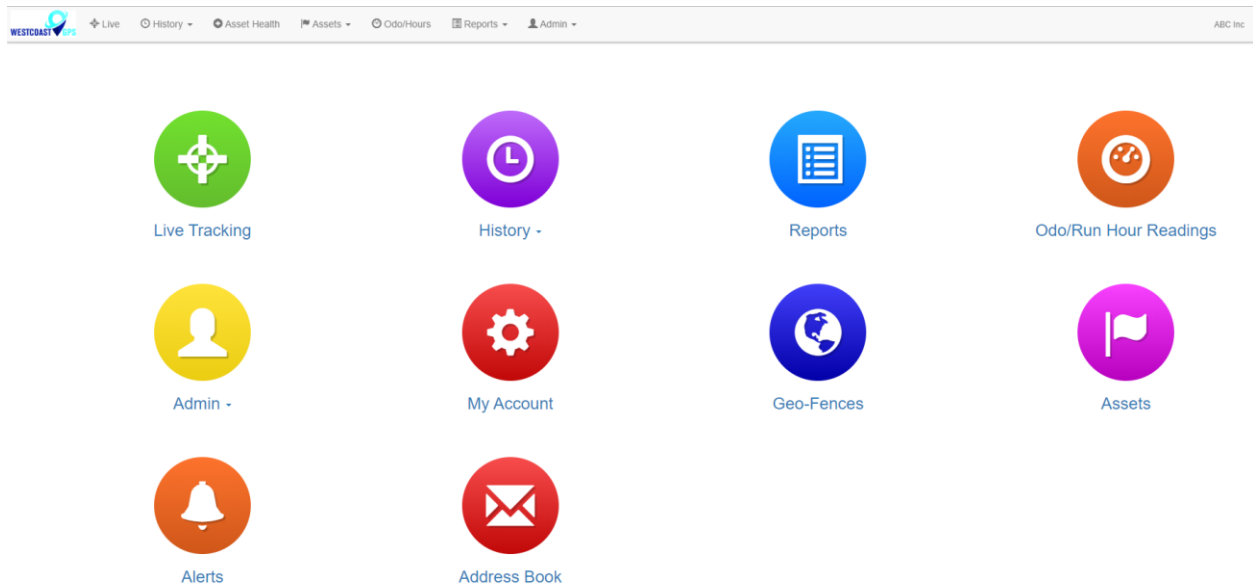 WESTCOAST GPS Live History Asset Health Assets Odo/Hours Reports Admin ABC Inc
Live Tracking History Reports Odo/Run Hour Readings
Admin My Account Geo-Fences Assets
Alerts Address Book